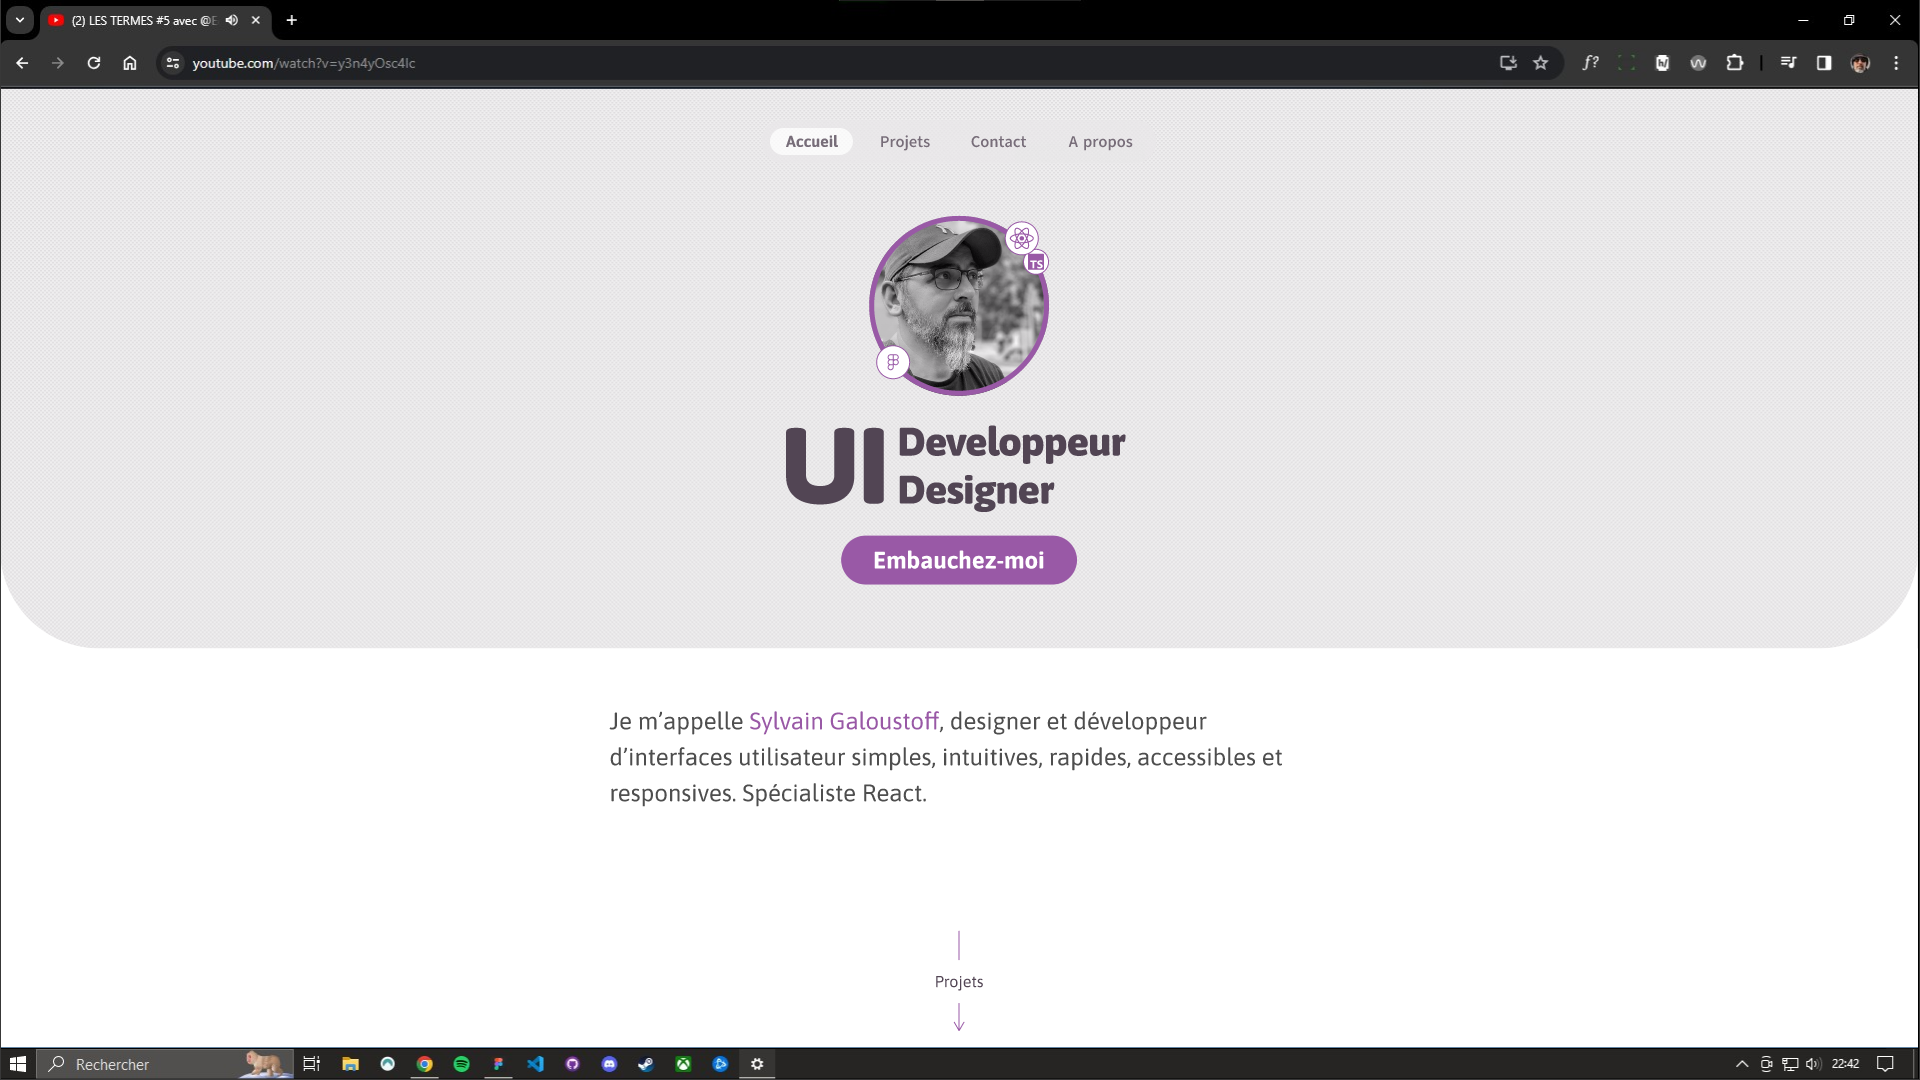 (2) LES TERMES #5 avec @E
youtube.com/watch?v=y3n4yOsc4lc
f?
Accueil
Projets
Contact
A propos
TS
UI Developpeur
Designer
Embauchez-moi
Je m’appelle Sylvain Galoustoff, designer et développeur
d’interfaces utilisateur simples, intuitives, rapides, accessibles et
responsives. Spécialiste React.
Projets
Rechercher
22:42